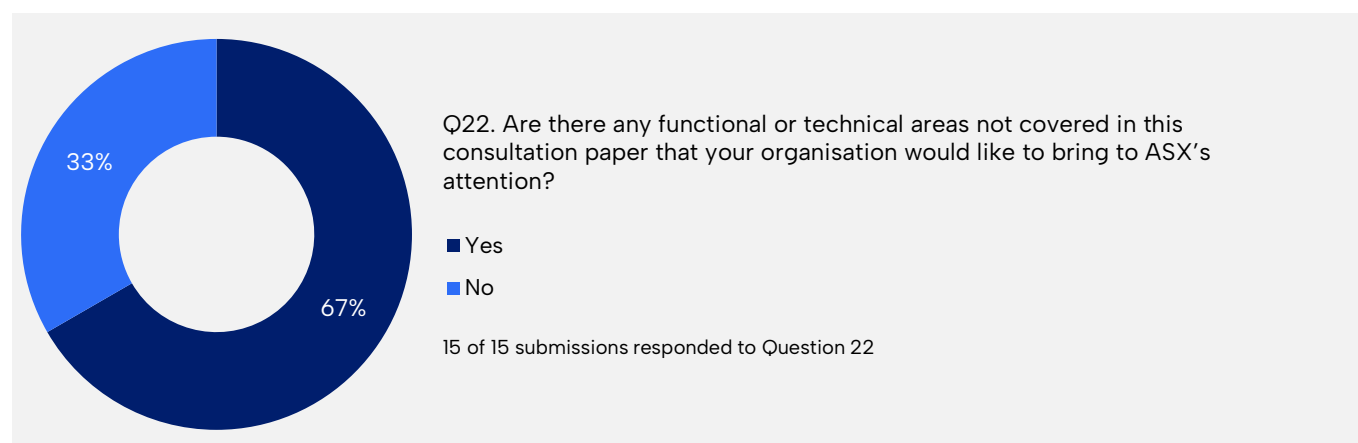 33%
67%
Q22. Are there any functional or technical areas not covered in this
consultation paper that your organisation would like to bring to ASX’s
attention?
Yes
No
15 of 15 submissions responded to Question 22